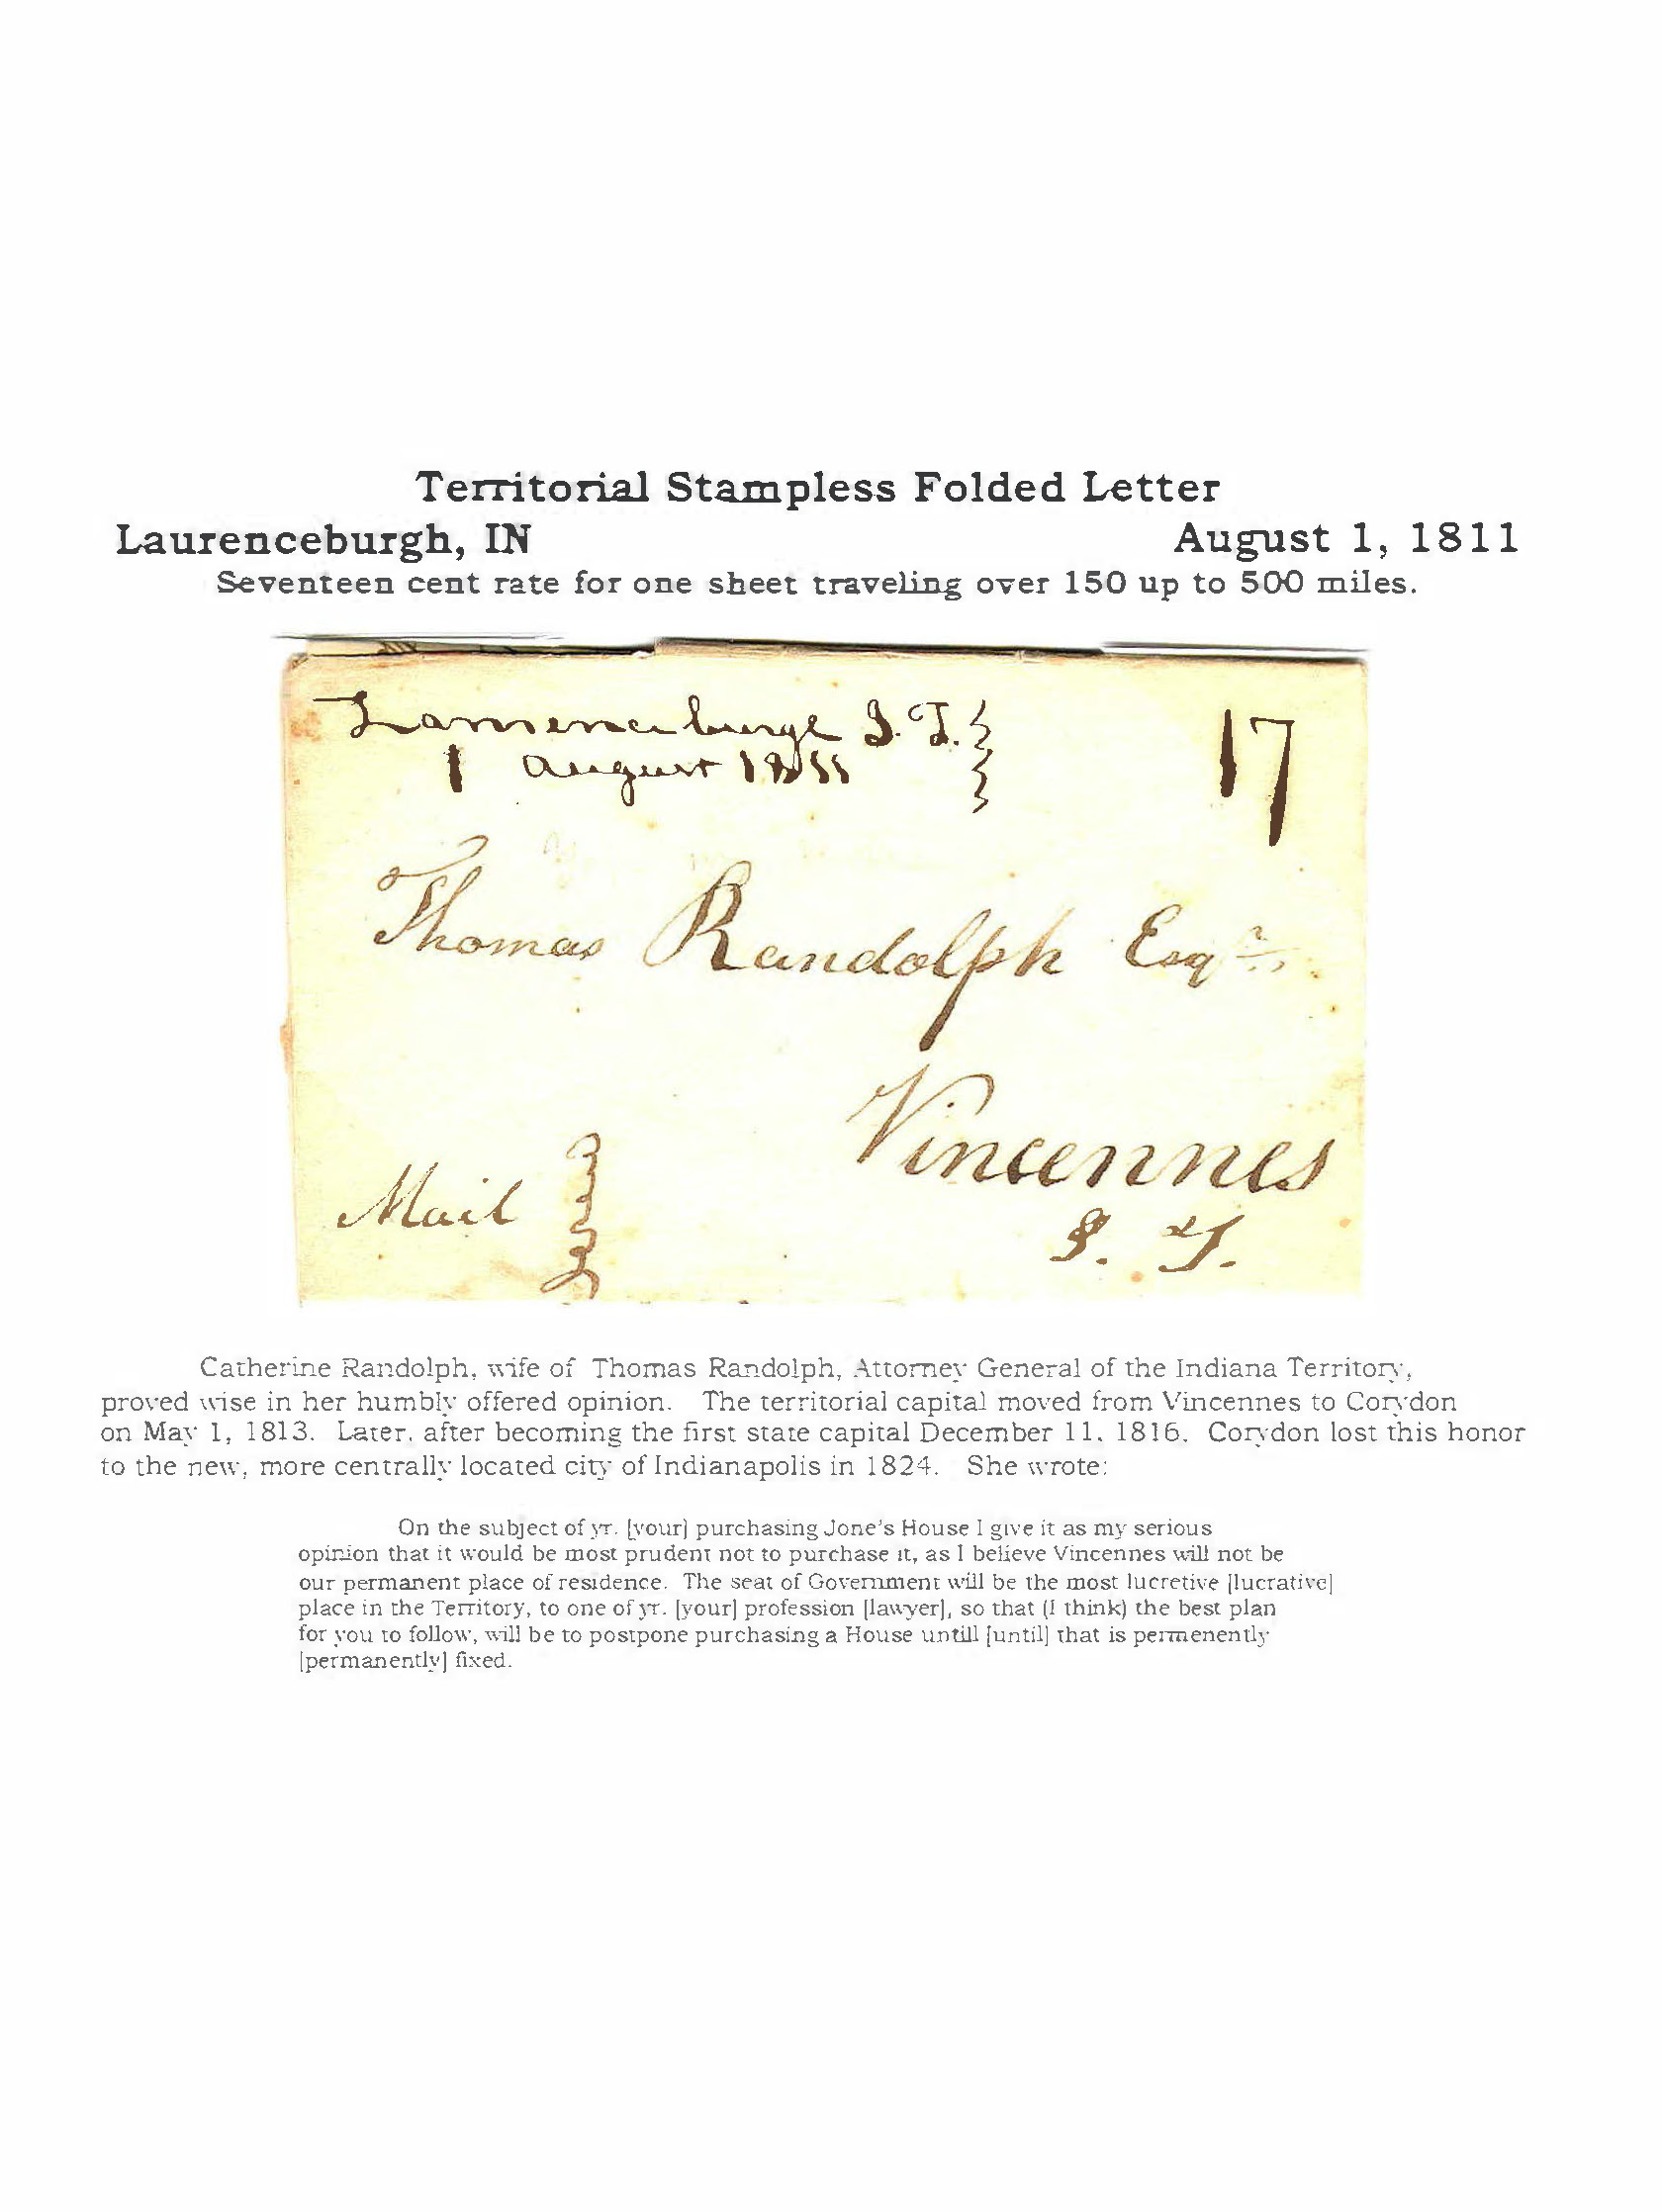 Territorial Stampless Folded Letter
Laurenceburgh, IN August 1, 1811
Seventeen cent rate for one sheet traveling over 150 up to 500 miles.
Lawrenceburgh I.T. 17
1 August 1811
Thomas Randolph Esqr.
Vincennes
Mail
I. T.
Catherine Randolph, wife of Thomas Randolph, Attorney General of the Indiana Territory,
proved wise in her humbly offered opinion. The territorial capital moved from Vincennes to Corydon
on May 1, 1813. Later, after becoming the first state capital December 11, 1816, Corydon lost this honor
to the new, more centrally located city of Indianapolis in 1824. She wrote:
On the subject of yr. [your] purchasing Jone's House I give it as my serious
opinion that it would be most prudent not to purchase it, as I believe Vincennes will not be
our permanent place of residence. The seat of Government will be the most lucretive [lucrative]
place in the Territory, to one of yr. [your] profession [lawyer], so that (I think) the best plan
for you to follow, will be to postpone purchasing a House untill [until] that is permenently
[permanently] fixed.